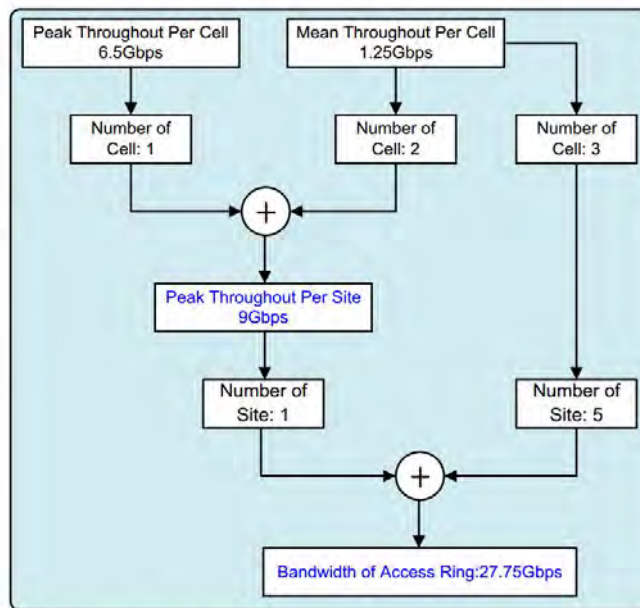 Peak Throughout Per Cell
6.5Gbps
Mean Throughout Per Cell
1.25Gbps
Number of
Cell: 1
Number of
Cell: 2
Number of
Cell: 3
+
Peak Throughout Per Site
9Gbps
Number of
Site: 1
Number of
Site: 5
+
Bandwidth of Access Ring:27.75Gbps